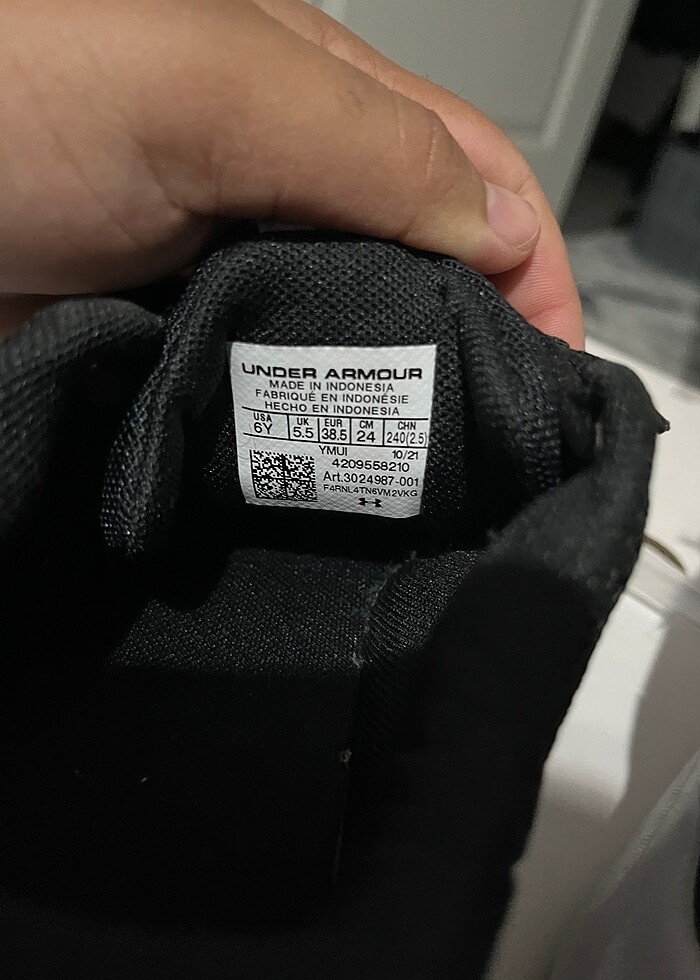 UNDER ARMOUR
MADE IN INDONESIA
FABRIQUÉ EN INDONÉSIE
HECHO EN INDONESIA
USA UK EUR CM CHN
6Y 5.5 38.5 24 240(2.5)
YMUI 10/21
4209558210
Art.3024987-001
F4RNL4TN6VM2VKG